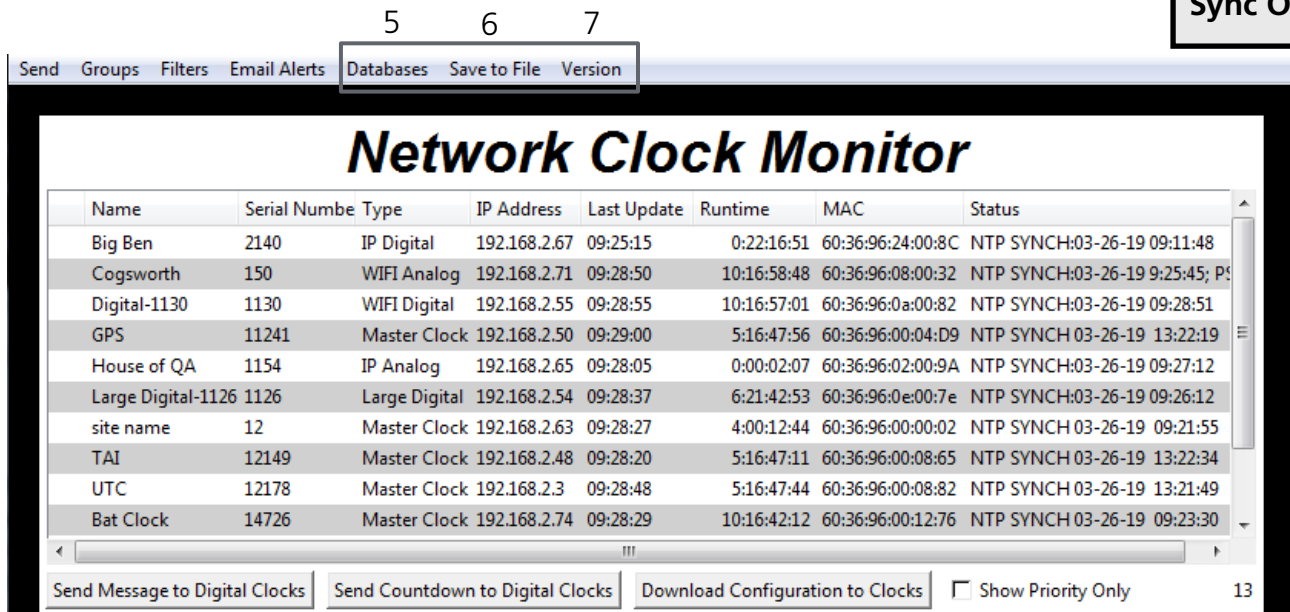 Sync O
5 6 7
Send Groups Filters Email Alerts Databases Save to File Version
Network Clock Monitor
Name Serial Numbe Type IP Address Last Update Runtime MAC Status
Big Ben 2140 IP Digital 192.168.2.67 09:25:15 0:22:16:51 60:36:96:24:00:8C NTP SYNCH:03-26-19 09:11:48
Cogsworth 150 WIFI Analog 192.168.2.71 09:28:50 10:16:58:48 60:36:96:08:00:32 NTP SYNCH:03-26-19 9:25:45; PS
Digital-1130 1130 WIFI Digital 192.168.2.55 09:28:55 10:16:57:01 60:36:96:0a:00:82 NTP SYNCH:03-26-19 09:28:51
GPS 11241 Master Clock 192.168.2.50 09:29:00 5:16:47:56 60:36:96:00:04:D9 NTP SYNCH 03-26-19 13:22:19
House of QA 1154 IP Analog 192.168.2.65 09:28:05 0:00:02:07 60:36:96:02:00:9A NTP SYNCH:03-26-19 09:27:12
Large Digital-1126 1126 Large Digital 192.168.2.54 09:28:37 6:21:42:53 60:36:96:0e:00:7e NTP SYNCH:03-26-19 09:26:12
site name 12 Master Clock 192.168.2.63 09:28:27 4:00:12:44 60:36:96:00:00:02 NTP SYNCH 03-26-19 09:21:55
TAI 12149 Master Clock 192.168.2.48 09:28:20 5:16:47:11 60:36:96:00:08:65 NTP SYNCH 03-26-19 13:22:34
UTC 12178 Master Clock 192.168.2.3 09:28:48 5:16:47:44 60:36:96:00:08:82 NTP SYNCH 03-26-19 13:21:49
Bat Clock 14726 Master Clock 192.168.2.74 09:28:29 10:16:42:12 60:36:96:00:12:76 NTP SYNCH 03-26-19 09:23:30
Send Message to Digital Clocks Send Countdown to Digital Clocks Download Configuration to Clocks Show Priority Only 13